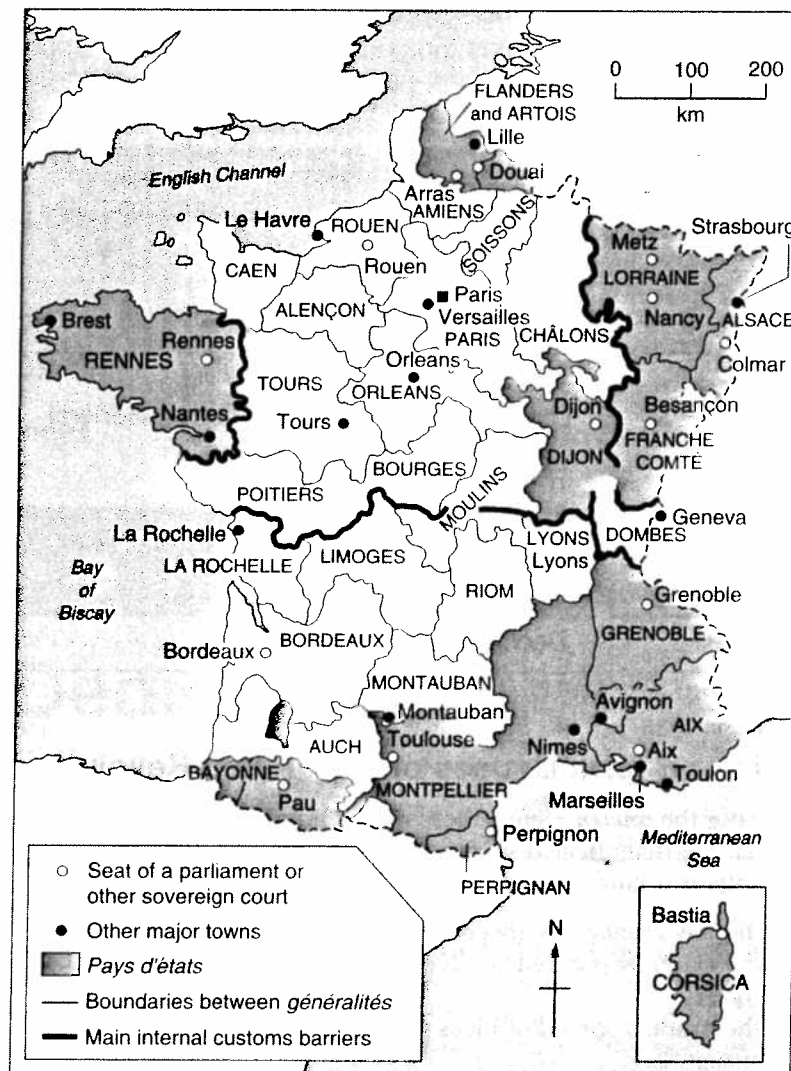 FLANDERS
and ARTOIS
0 100 200
km
Lille
Douai
Arras
AMIENS
English Channel
Le Havre
ROUEN
Rouen
SOISSONS
CAEN
ALENÇON
Paris
Versailles
PARIS
CHÂLONS
Strasbourg
Metz
LORRAINE
Nancy
ALSACE
Colmar
Brest
Rennes
RENNES
Nantes
TOURS
Tours
Orleans
ORLEANS
Dijon
DIJON
Besançon
FRANCHE
COMTÉ
BOURGES
POITIERS
MOULINS
La Rochelle
LA ROCHELLE
LIMOGES
LYONS
Lyons
DOMBES
Geneva
Bay
of
Biscay
RIOM
Grenoble
GRENOBLE
Bordeaux
BORDEAUX
MONTAUBAN
Montauban
Avignon
AIX
AUCH
Toulouse
Nimes
Aix
Toulon
BAYONNE
Pau
MONTPELLIER
Marseilles
Perpignon
Mediterranean
Sea
PERPIGNAN
Seat of a parliament or
other sovereign court
Other major towns
Pays d'états
Boundaries between généralités
Main internal customs barriers
N
Bastia
CORSICA